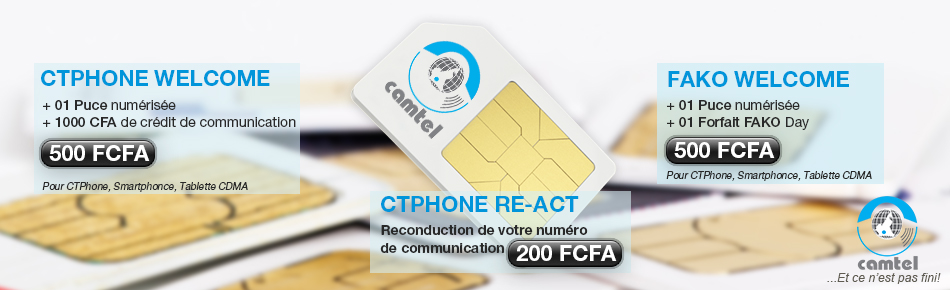 CTPHONE WELCOME
+ 01 Puce numérisée
+ 1000 CFA de crédit de communication
500 FCFA
Pour CTPhone, Smartphonce, Tablette CDMA
camtel
CTPHONE RE-ACT
Reconduction de votre numéro
de communication 200 FCFA
FAKO WELCOME
+ 01 Puce numérisée
+ 01 Forfait FAKO Day
500 FCFA
Pour CTPhone, Smartphonce, Tablette CDMA
camtel
...Et ce n'est pas fini!